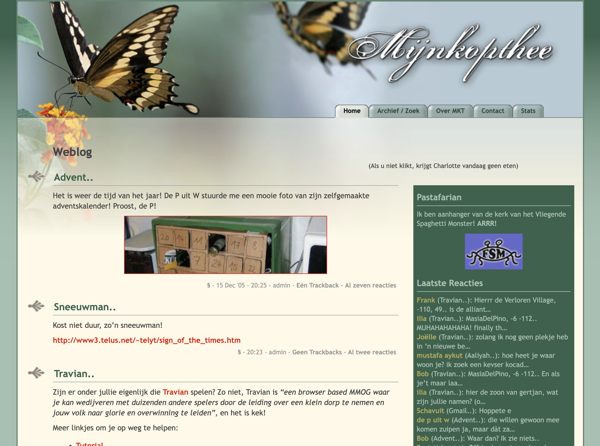 Mijnkopthee
Home
Archief / Zoek
Over MKT
Contact
Stats
Weblog
(Als u niet klikt, krijgt Charlotte vandaag geen eten)
Advent..
Het is weer de tijd van het jaar! De P uit W stuurde me een mooie foto van zijn zelfgemaakte
adventskalender! Proost, de P!
$ - 15 Dec '05 - 20:25 - admin - Eén Trackback - Al zeven reacties
Sneeuwman..
Kost niet duur, zo'n sneeuwman!
http://www3.telus.net/~telyt/sign_of_the_times.htm
$ - 20:23 - admin - Geen Trackbacks - Al twee reacties
Travian..
Zijn er onder jullie eigenlijk die Travian spelen? Zo niet, Travian is "een browser based MMOG waar
je kan wedijveren met duizenden andere spelers door de leiding over een klein dorp te nemen en
jouw volk naar glorie en overwinning te leiden", en het is kek!
Meer linkjes om je op weg te helpen:
Tutorial
Pastafarian
Ik ben aanhanger van de kerk van het Vliegende
Spaghetti Monster! ARRR!
FSM
Laatste Reacties
Frank (Travian..): Hierrr de Verloren Village,
-110, 49.. is de alliant...
ilia (Travian..): MasiaDelPino, -6 -112..
MUHAHAHAHAHA! finally th...
Joëlle (Travian..): zolang ik nog geen plekje heb
in 'n nieuwe be...
mustafa aykut (Aaliyah..): hoe heet je waar
woon je? ik zoek een kevser kocad...
Bob (Travian..): MasiaDelPino, -6 -112.. En als
je't maar laa...
ilia (Travian..): hier de zoon van gertjan, wat
zijn jullie namen? (o...
Schavuit (Gmail..): Hoppete e
de p uit w (Advent..): die willen gewoon mee
komen zuipen ja, maar dàt za...
Bob (Advent..): Waar dan? Ik zie niets..